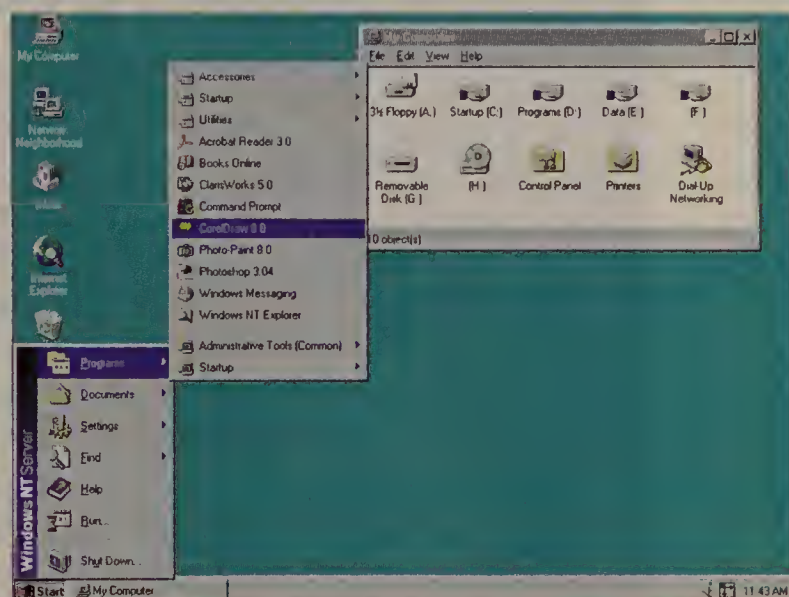 My Computer
Network
Neighborhood
Internet
Explorer
Accessories
Startup
Utilities
Acrobat Reader 3.0
Books Online
ClarisWorks 5.0
Command Prompt
CorelDraw 8.0
Photo-Paint 8.0
Photoshop 3.04
Windows Messaging
Windows NT Explorer
Administrative Tools (Common)
Startup
Programs
Documents
Settings
Find
Help
Run...
Shut Down...
Windows NT Server
My Computer
File Edit View Help
3½ Floppy (A:) Startup (C:) Programs (D:) Data (E:) (F:)
Removable
Disk (G:) (H:) Control Panel Printers Dial-Up
Networking
10 object(s)
Start My Computer 11:43 AM